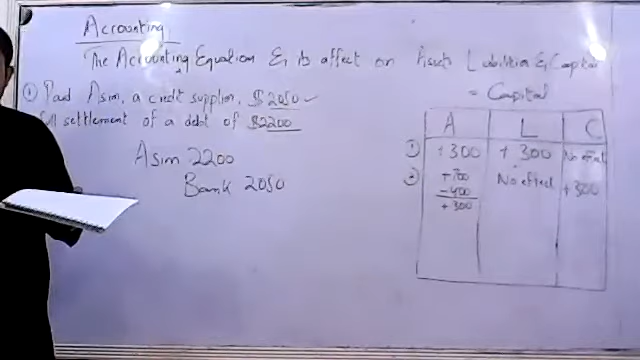 Accounting
The Accounting Equation & its affect on Assets Liabilities & Capital
= Capital
① Paid Asim, a credit supplier, $2050
full settlement of a debt of $2200
Asim 2200
Bank 2050
A L C
① +300 +300 No effect
② +700
-400
+300
No effect
+300